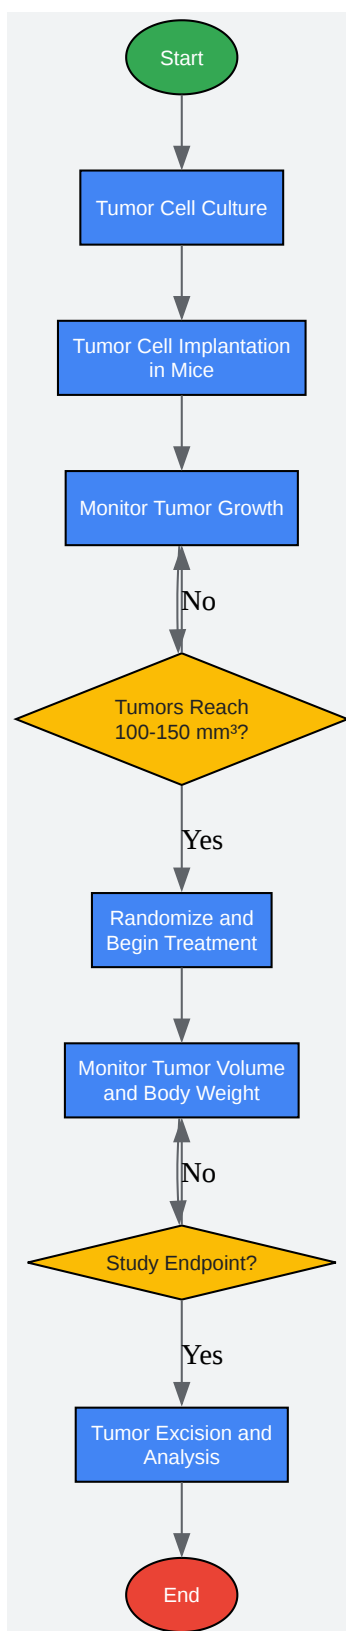 Start
Tumor Cell Culture
Tumor Cell Implantation
in Mice
Monitor Tumor Growth
No
Tumors Reach
100-150 mm³?
Yes
Randomize and
Begin Treatment
Monitor Tumor Volume
and Body Weight
No
Study Endpoint?
Yes
Tumor Excision and
Analysis
End